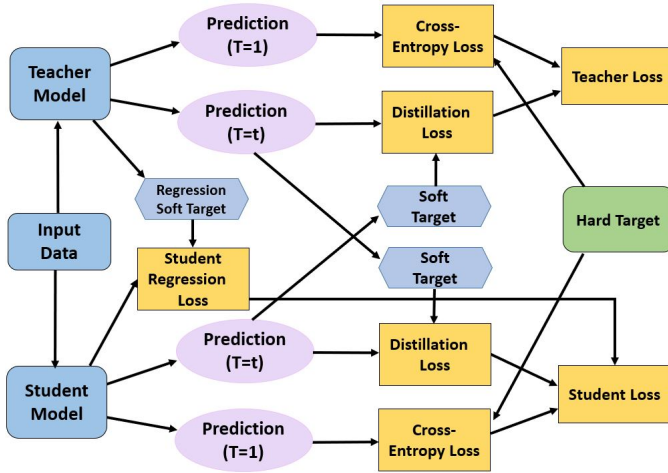 Prediction
(T=1)
Cross-
Entropy Loss
Teacher
Model
Teacher Loss
Prediction
(T=t)
Distillation
Loss
Regression
Soft Target
Soft
Target
Input
Data
Hard Target
Student
Regression
Loss
Soft
Target
Prediction
(T=t)
Distillation
Loss
Student
Model
Student Loss
Prediction
(T=1)
Cross-
Entropy Loss